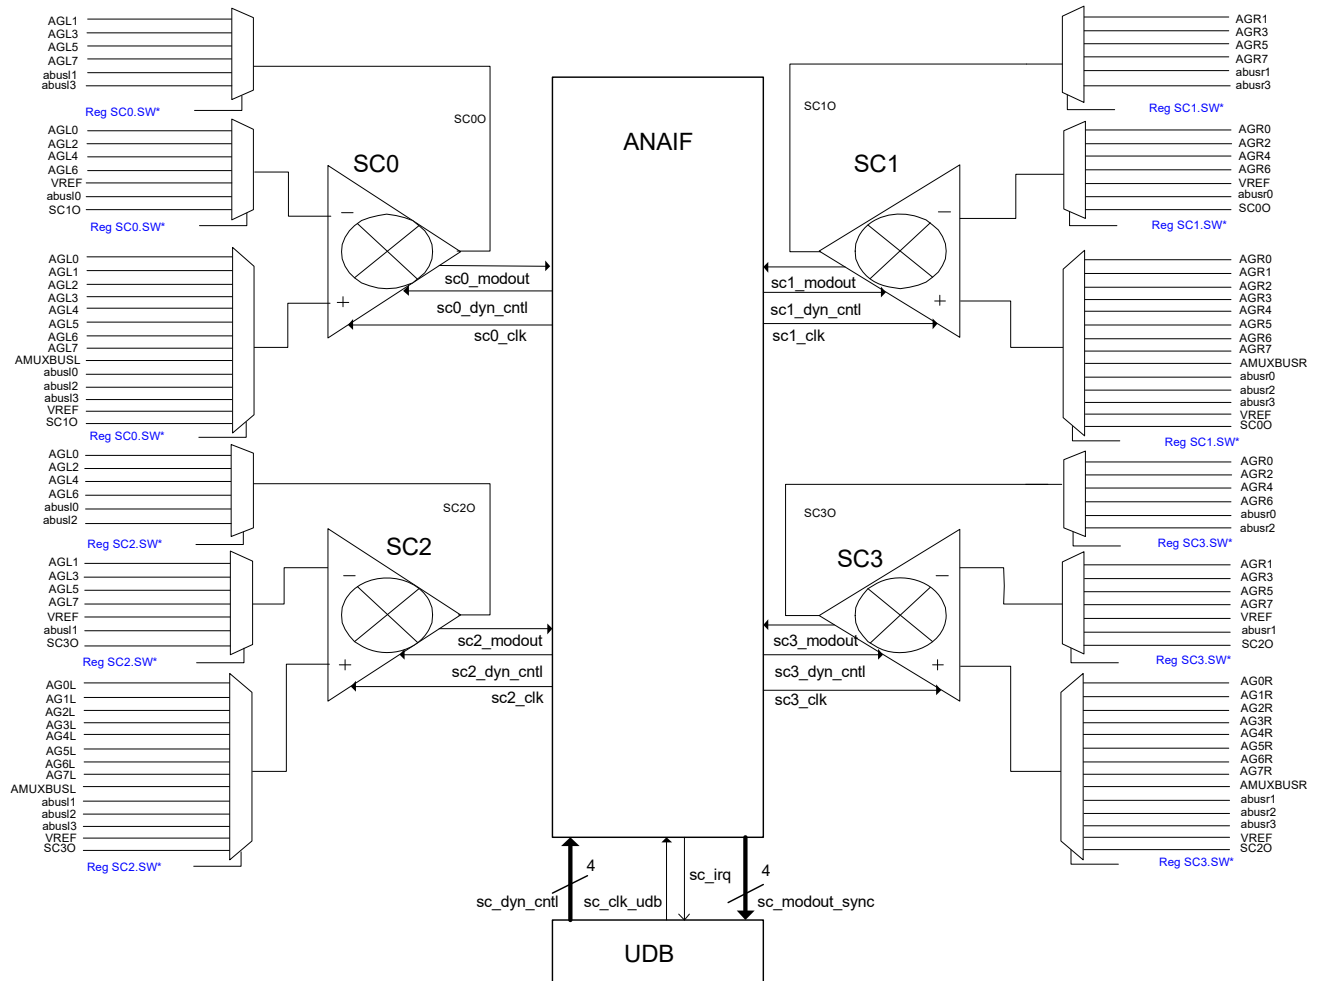 AGL1
AGL3
AGL5
AGL7
abusl1
abusl3
Reg SC0.SW*
SC0O
AGL0
AGL2
AGL4
AGL6
VREF
abusl0
SC1O
Reg SC0.SW*
SC0
−
+
AGL0
AGL1
AGL2
AGL3
AGL4
AGL5
AGL6
AGL7
AMUXBUSL
abusl0
abusl2
abusl3
VREF
SC1O
Reg SC0.SW*
sc0_modout
sc0_dyn_cntl
sc0_clk
AGL0
AGL2
AGL4
AGL6
abusl0
abusl2
Reg SC2.SW*
SC2O
AGL1
AGL3
AGL5
AGL7
VREF
abusl1
SC3O
Reg SC2.SW*
SC2
−
+
AG0L
AG1L
AG2L
AG3L
AG4L
AG5L
AG6L
AG7L
AMUXBUSL
abusl1
abusl2
abusl3
VREF
SC3O
Reg SC2.SW*
sc2_modout
sc2_dyn_cntl
sc2_clk
ANAIF
AGR1
AGR3
AGR5
AGR7
abusr1
abusr3
Reg SC1.SW*
SC1O
AGR0
AGR2
AGR4
AGR6
VREF
abusr0
SC0O
Reg SC1.SW*
SC1
−
+
AGR0
AGR1
AGR2
AGR3
AGR4
AGR5
AGR6
AGR7
AMUXBUSR
abusr0
abusr2
abusr3
VREF
SC0O
Reg SC1.SW*
sc1_modout
sc1_dyn_cntl
sc1_clk
AGR0
AGR2
AGR4
AGR6
abusr0
abusr2
Reg SC3.SW*
SC3O
AGR1
AGR3
AGR5
AGR7
VREF
abusr1
SC2O
Reg SC3.SW*
SC3
−
+
AG0R
AG1R
AG2R
AG3R
AG4R
AG5R
AG6R
AG7R
AMUXBUSR
abusr1
abusr2
abusr3
VREF
SC2O
Reg SC3.SW*
sc3_modout
sc3_dyn_cntl
sc3_clk
4
sc_dyn_cntl
sc_clk_udb
sc_irq
4
sc_modout_sync
UDB